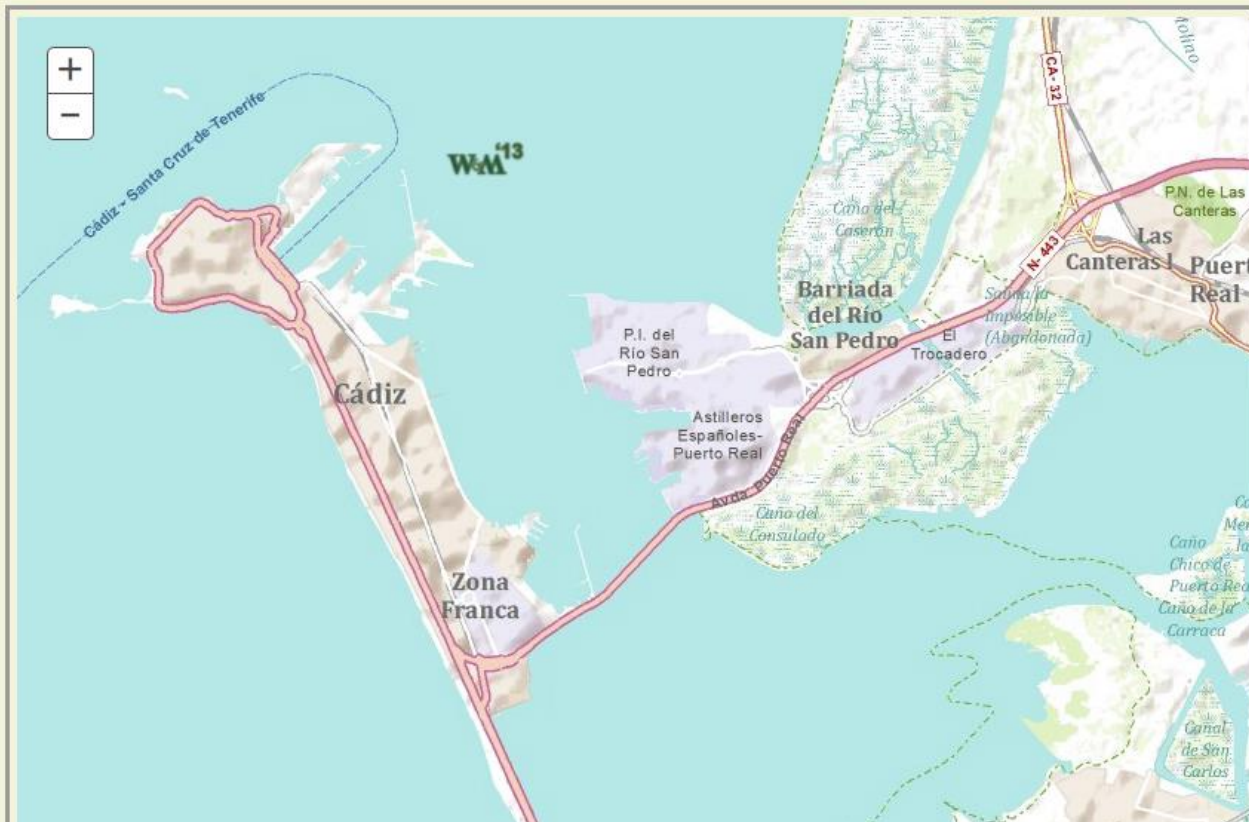 +
−
Molino
CA-32
Cádiz - Santa Cruz de Tenerife
W&M '13
P.N. de Las
Canteras
Caño del
Caserón
N-443
Las
Canteras I
Puerto
Real
Barriada
del Río
San Pedro
Salina la
Imposible
(Abandonada)
El
Trocadero
P.I. del
Río San
Pedro
Cádiz
Astilleros
Españoles-
Puerto Real
Avda. Puerto Real
Caño del
Consulado
Caño
Chico de
Puerto Real
Caño de la
Carraca
Zona
Franca
Canal
de San
Carlos